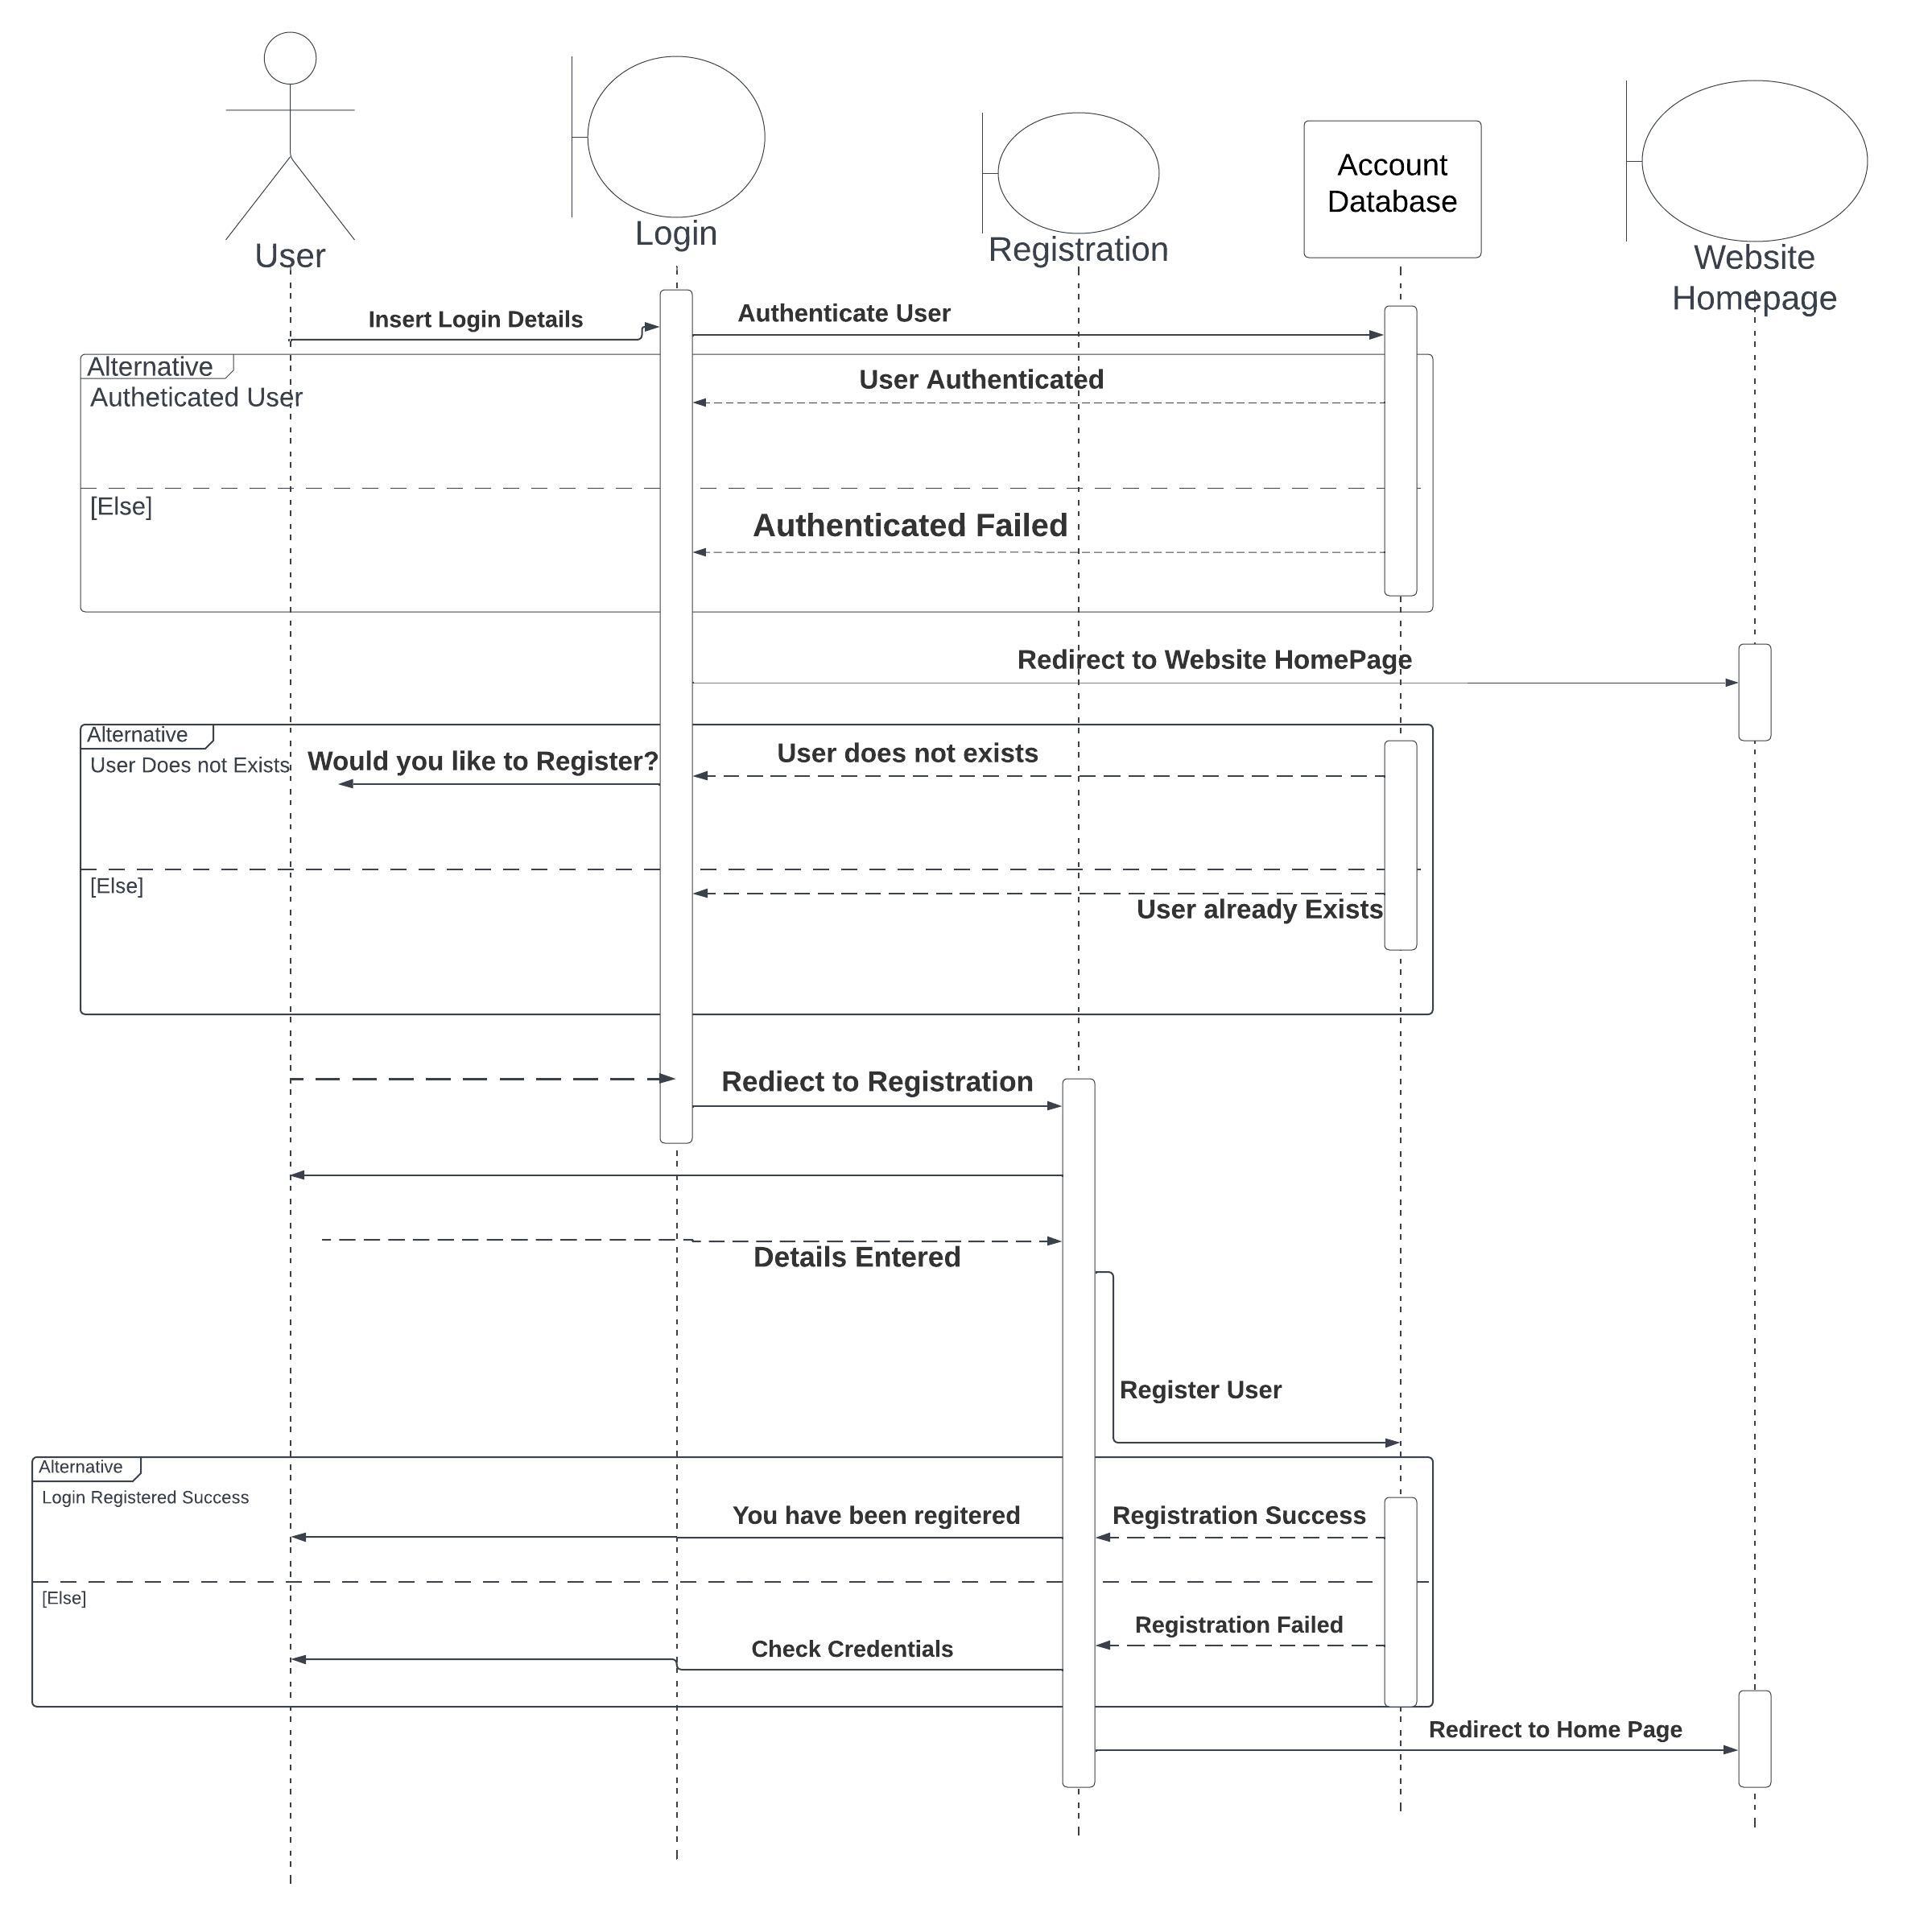 User
Login
Registration
Account
Database
Website
Homepage
Insert Login Details
Authenticate User
Alternative
Autheticated User
User Authenticated
[Else]
Authenticated Failed
Redirect to Website HomePage
Alternative
User Does not Exists
Would you like to Register?
User does not exists
[Else]
User already Exists
Rediect to Registration
Details Entered
Register User
Alternative
Login Registered Success
You have been regitered
Registration Success
[Else]
Registration Failed
Check Credentials
Redirect to Home Page